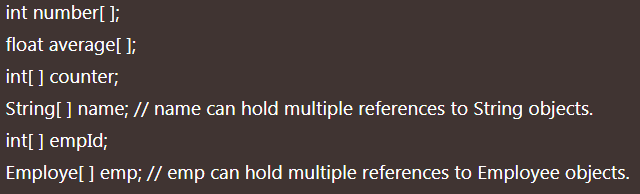 int number[ ];
float average[ ];
int[ ] counter;
String[ ] name; // name can hold multiple references to String objects.
int[ ] empId;
Employe[ ] emp; // emp can hold multiple references to Employee objects.